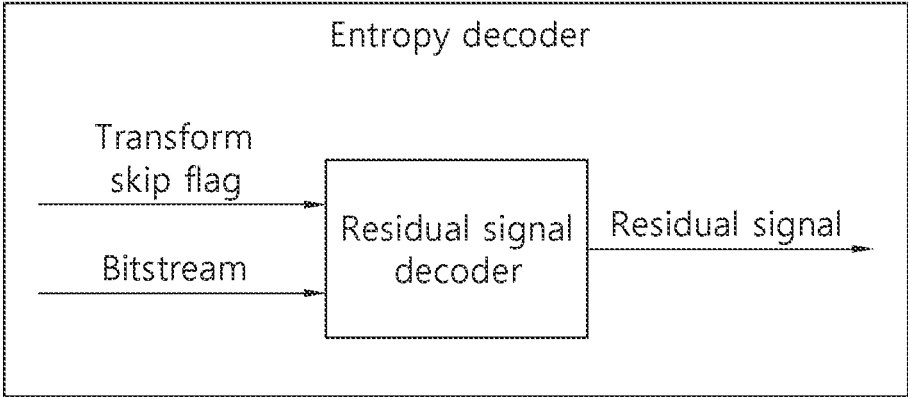 Entropy decoder
Transform
skip flag
Bitstream
Residual signal
decoder
Residual signal